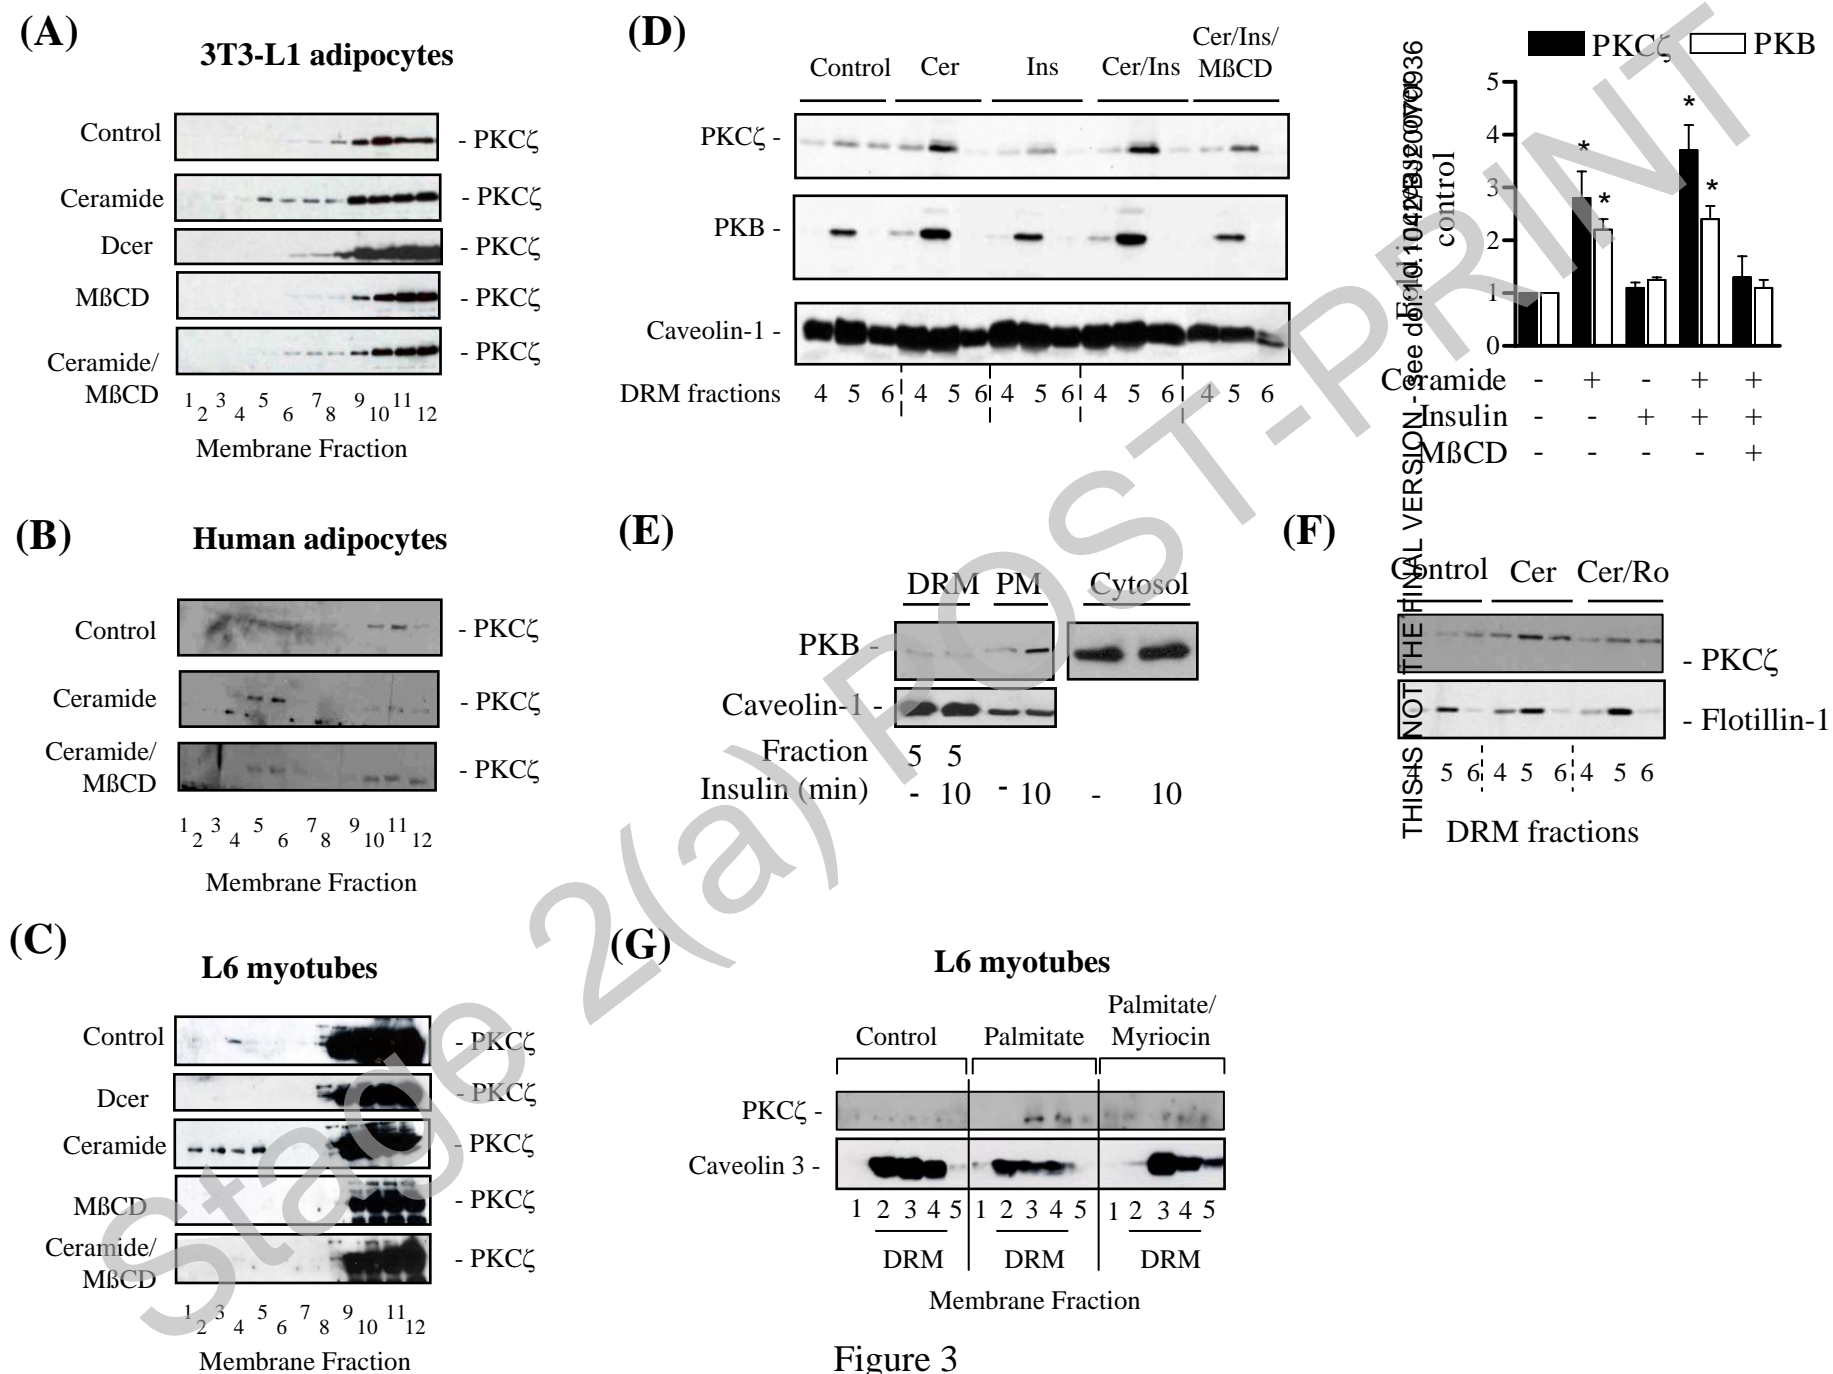 (A)
3T3-L1 adipocytes
Control
- PKCζ
Ceramide
- PKCζ
Dcer
- PKCζ
MßCD
- PKCζ
Ceramide/
MßCD
- PKCζ
1 2 3 4 5 6 7 8 9 10 11 12
Membrane Fraction
(B)
Human adipocytes
Control
- PKCζ
Ceramide
- PKCζ
Ceramide/
MßCD
- PKCζ
1 2 3 4 5 6 7 8 9 10 11 12
Membrane Fraction
(C)
L6 myotubes
Control
- PKCζ
Dcer
- PKCζ
Ceramide
- PKCζ
MßCD
- PKCζ
Ceramide/
MßCD
- PKCζ
1 2 3 4 5 6 7 8 9 10 11 12
Membrane Fraction
(D)
Control Cer Ins Cer/Ins Cer/Ins/
MßCD
PKCζ -
PKB -
Caveolin-1 -
DRM fractions 4 5 6 4 5 6 4 5 6 4 5 6 4 5 6
PKCζ PKB
control
5
4
3
2
1
0
* * * *
Ceramide - + - + +
Insulin - - + + +
MßCD - - - - +
(E)
DRM PM Cytosol
PKB -
Caveolin-1 -
Fraction 5 5
Insulin (min) - 10 - 10 - 10
(F)
Control Cer Cer/Ro
- PKCζ
- Flotillin-1
4 5 6 4 5 6 4 5 6
DRM fractions
(G)
L6 myotubes
Control Palmitate Palmitate/
Myriocin
PKCζ -
Caveolin 3 -
1 2 3 4 5 1 2 3 4 5 1 2 3 4 5
DRM DRM DRM
Membrane Fraction
Figure 3
THIS IS NOT THE FINAL VERSION - see
Stage 2(a) POST-PRINT